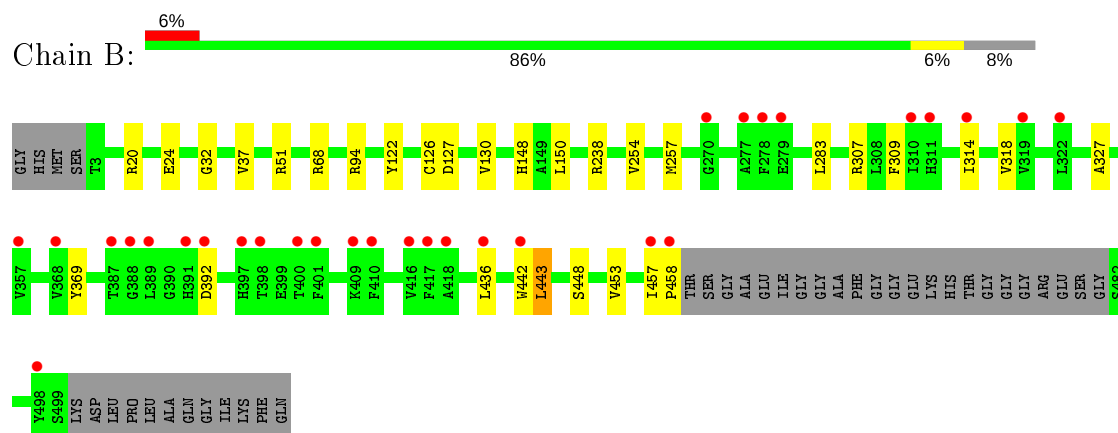 6%
Chain B:
86% 6% 8%
GLY HIS MET SER T3 R20 E24 G32 V37 R51 R68 R94 Y122 C126 D127 V130 H148 A149 L150 R238 V254 M257 G270 A277 F278 E279 L283 R307 L308 F309 I310 H311 I314 V318 V319 L322 A327
V357 V368 Y369 T387 G388 L389 G390 H391 D392 H397 T398 E399 T400 F401 K409 F410 V416 F417 A418 L436 W442 L443 S448 V453 I457 P458 THR SER GLY ALA GLU ILE GLY GLY ALA PHE GLY GLY GLU LYS HIS THR GLY GLY GLY ARG GLU SER GLY S482
Y498 S499 LYS ASP LEU PRO LEU ALA GLN GLY ILE LYS PHE GLN